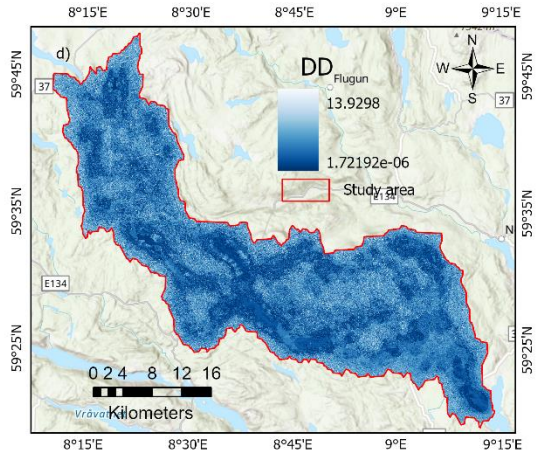 8°15'E 8°30'E 8°45'E 9°E 9°15'E
d)
DD
Flugun
N
W E
S
59°45'N
59°45'N
37
37
13.9298
1.72192e-06
Study area
E134
59°35'N
59°35'N
N
E134
59°25'N
59°25'N
0 2 4 8 12 16
Kilometers
8°15'E 8°30'E 8°45'E 9°E 9°15'E